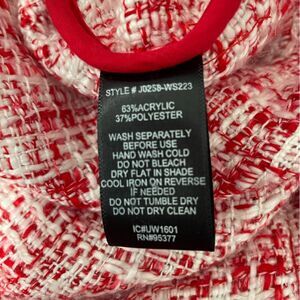 STYLE # J0258-WS223
63%ACRYLIC
37%POLYESTER
WASH SEPARATELY
BEFORE USE
HAND WASH COLD
DO NOT BLEACH
DRY FLAT IN SHADE
COOL IRON ON REVERSE
IF NEEDED
DO NOT TUMBLE DRY
DO NOT DRY CLEAN
IC#UW1601
RN#95377